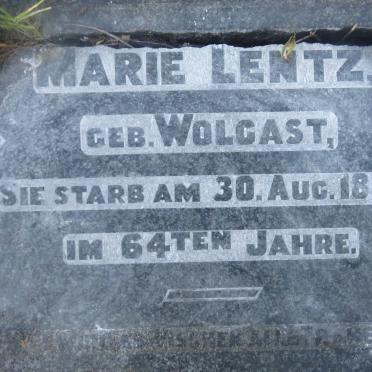 MARIE LENTZ.
GEB. WOLGAST,
SIE STARB AM 30. AUG. 18
IM 64TEN JAHRE.